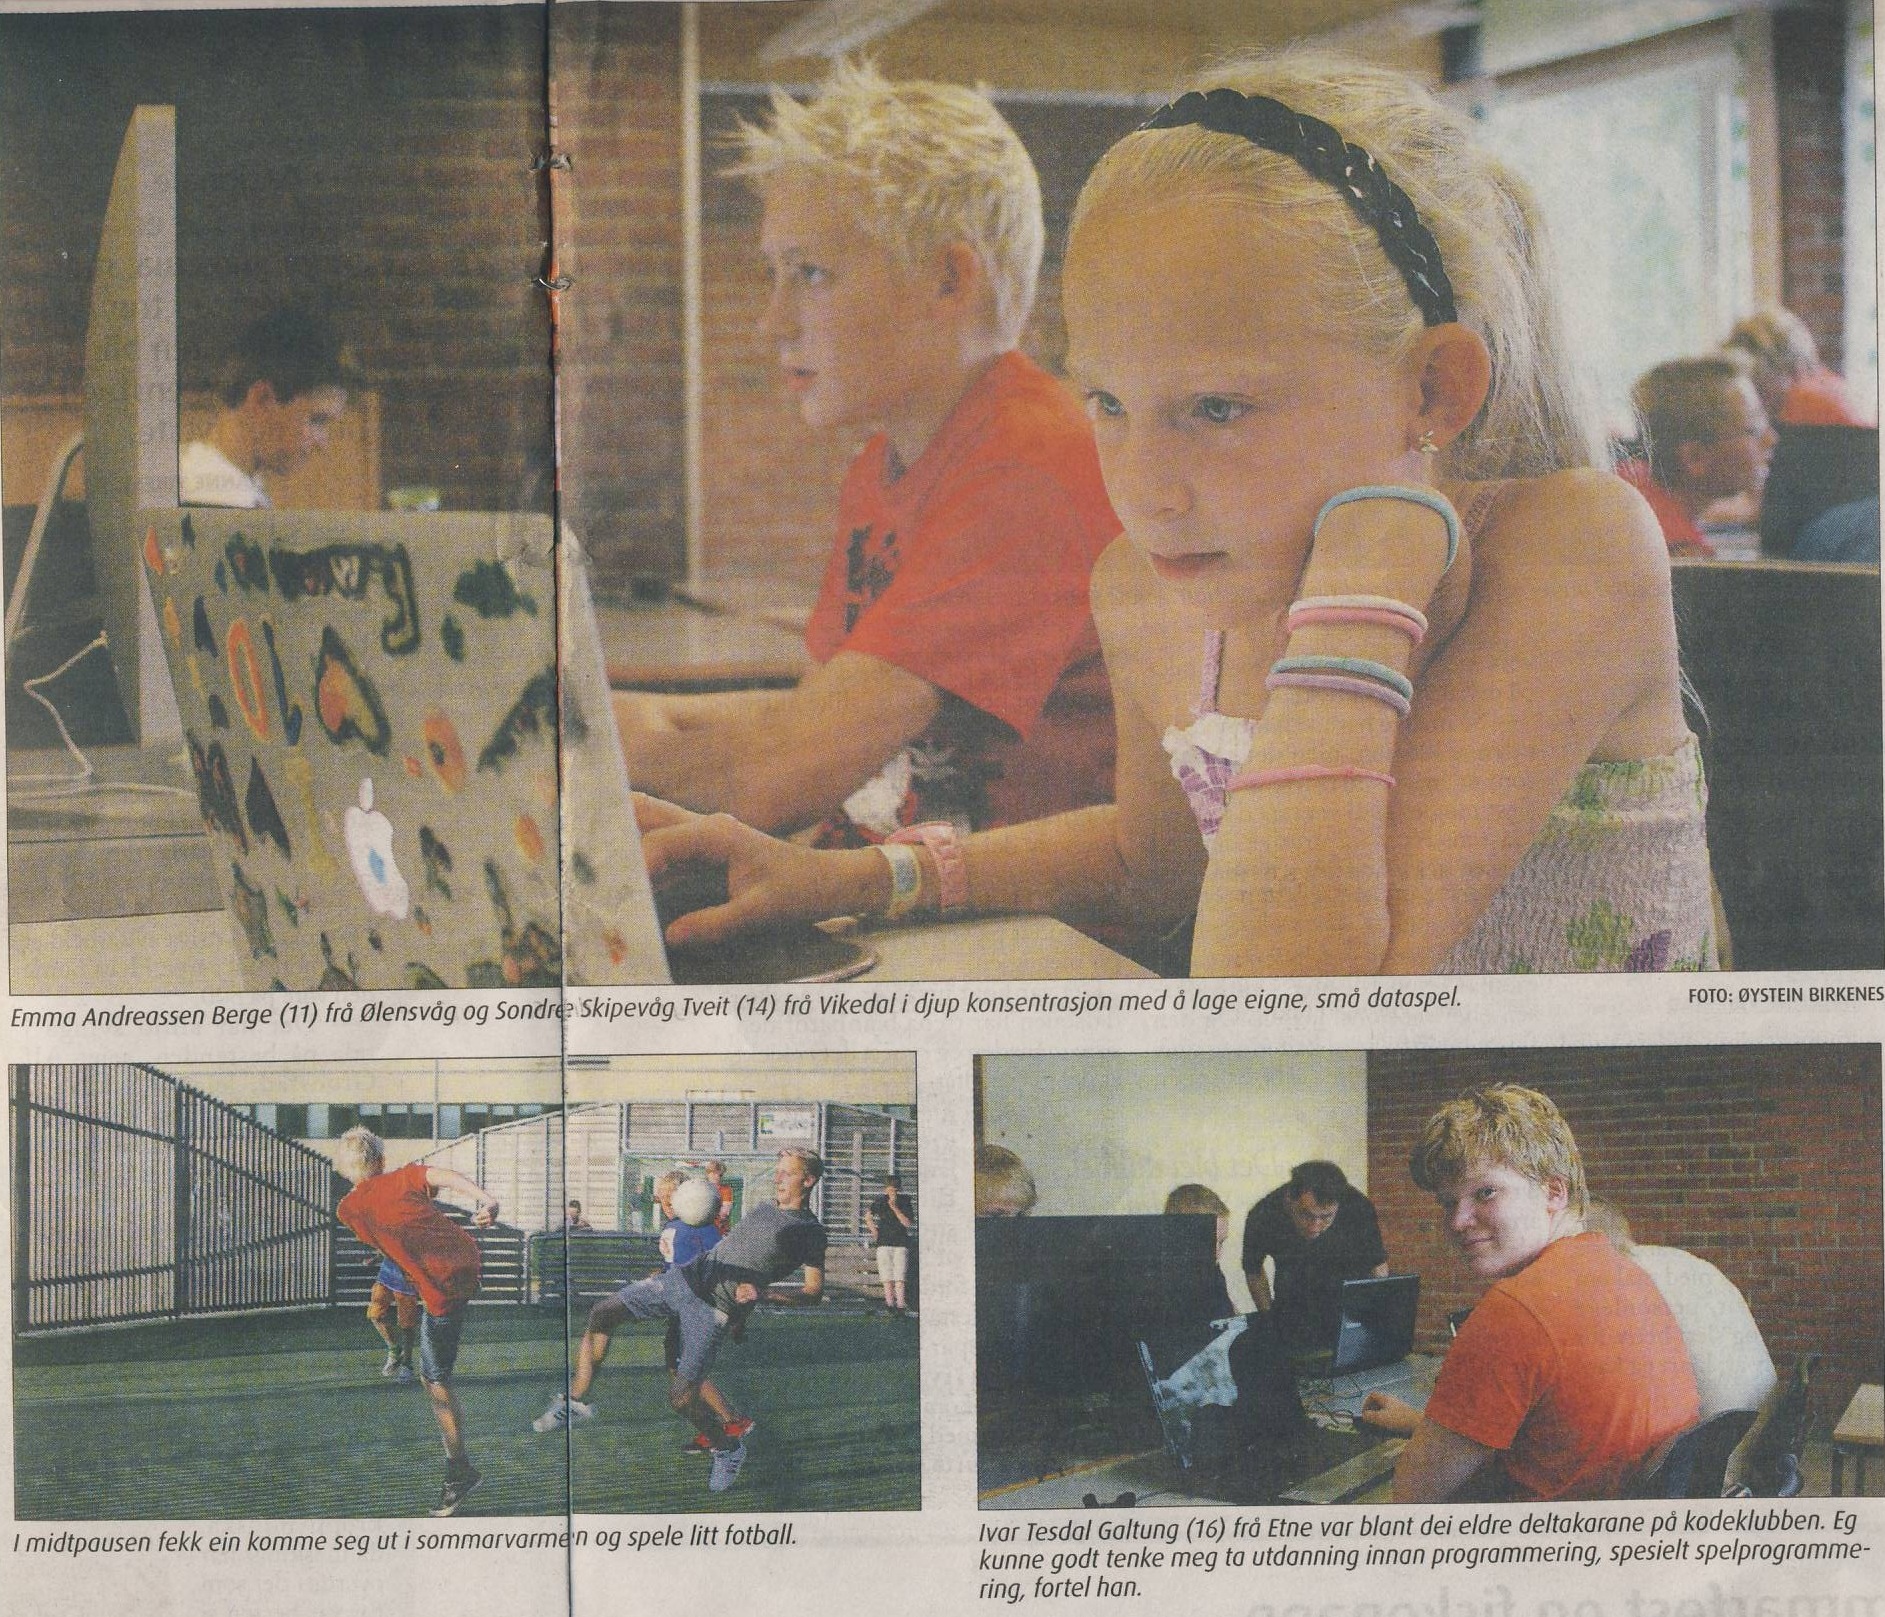 Emma Andreassen Berge (11) frå Ølensvåg og Sondre Skipevåg Tveit (14) frå Vikedal i djup konsentrasjon med å lage eigne, små dataspel.
FOTO: ØYSTEIN BIRKENES
I midtpausen fekk ein komme seg ut i sommarvarmen og spele litt fotball.
Ivar Tesdal Galtung (16) frå Etne var blant dei eldre deltakarane på kodeklubben. Eg
kunne godt tenke meg ta utdanning innan programmering, spesielt spelprogramme-
ring, fortel han.